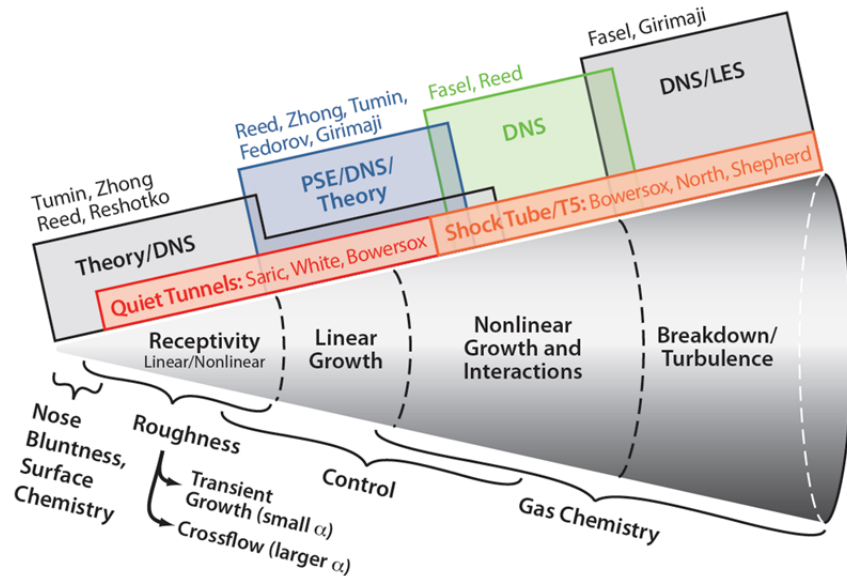 Fasel, Girimaji
DNS/LES
Fasel, Reed
DNS
Reed, Zhong, Tumin,
Fedorov, Girimaji
PSE/DNS/
Theory
Tumin, Zhong
Reed, Reshotko
Theory/DNS
Shock Tube/T5: Bowersox, North, Shepherd
Quiet Tunnels: Saric, White, Bowersox
Receptivity
Linear/Nonlinear
Linear
Growth
Nonlinear
Growth and
Interactions
Breakdown/
Turbulence
Nose
Bluntness,
Surface
Chemistry
Roughness
Transient
Growth (small α)
Crossflow (larger α)
Control
Gas Chemistry